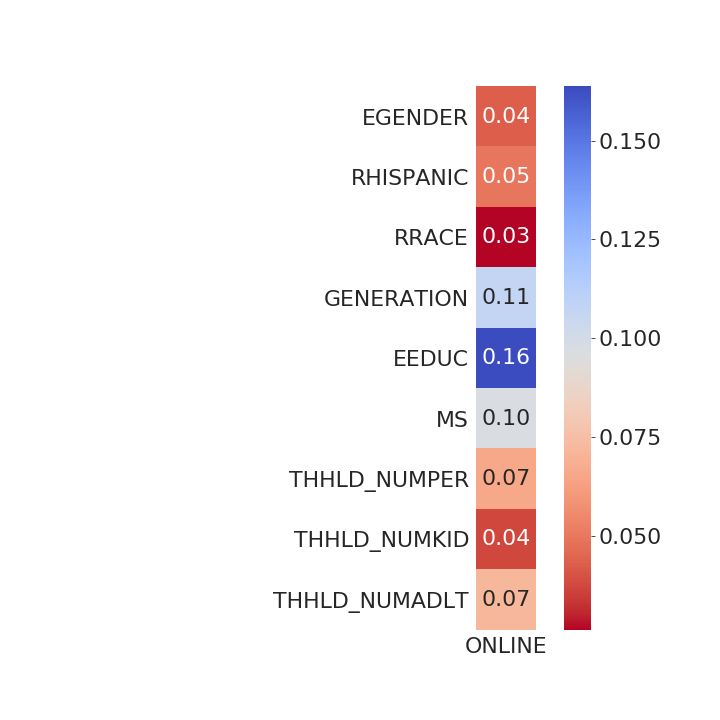 EGENDER 0.04
RHISPANIC 0.05
RRACE 0.03
GENERATION 0.11
EEDUC 0.16
MS 0.10
THHLD_NUMPER 0.07
THHLD_NUMKID 0.04
THHLD_NUMADLT 0.07
ONLINE
0.150
0.125
0.100
0.075
0.050